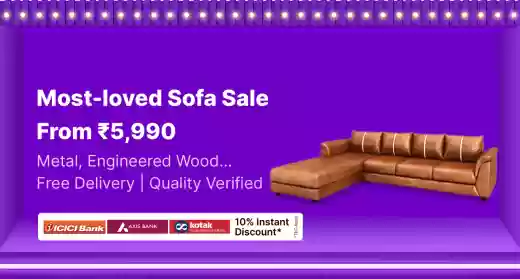 Most-loved Sofa Sale
From ₹5,990
Metal, Engineered Wood...
Free Delivery | Quality Verified
ICICI Bank AXIS BANK kotak 10% Instant
Discount*